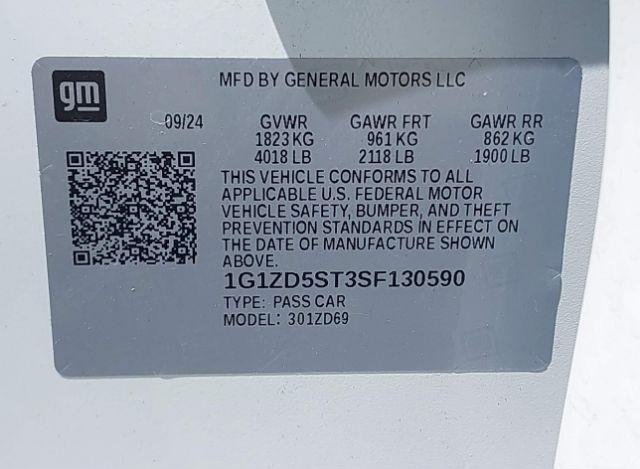 gm
MFD BY GENERAL MOTORS LLC
09/24 GVWR GAWR FRT GAWR RR
1823 KG 961 KG 862 KG
4018 LB 2118 LB 1900 LB
THIS VEHICLE CONFORMS TO ALL
APPLICABLE U.S. FEDERAL MOTOR
VEHICLE SAFETY, BUMPER, AND THEFT
PREVENTION STANDARDS IN EFFECT ON
THE DATE OF MANUFACTURE SHOWN
ABOVE.
1G1ZD5ST3SF130590
TYPE: PASS CAR
MODEL: 301ZD69